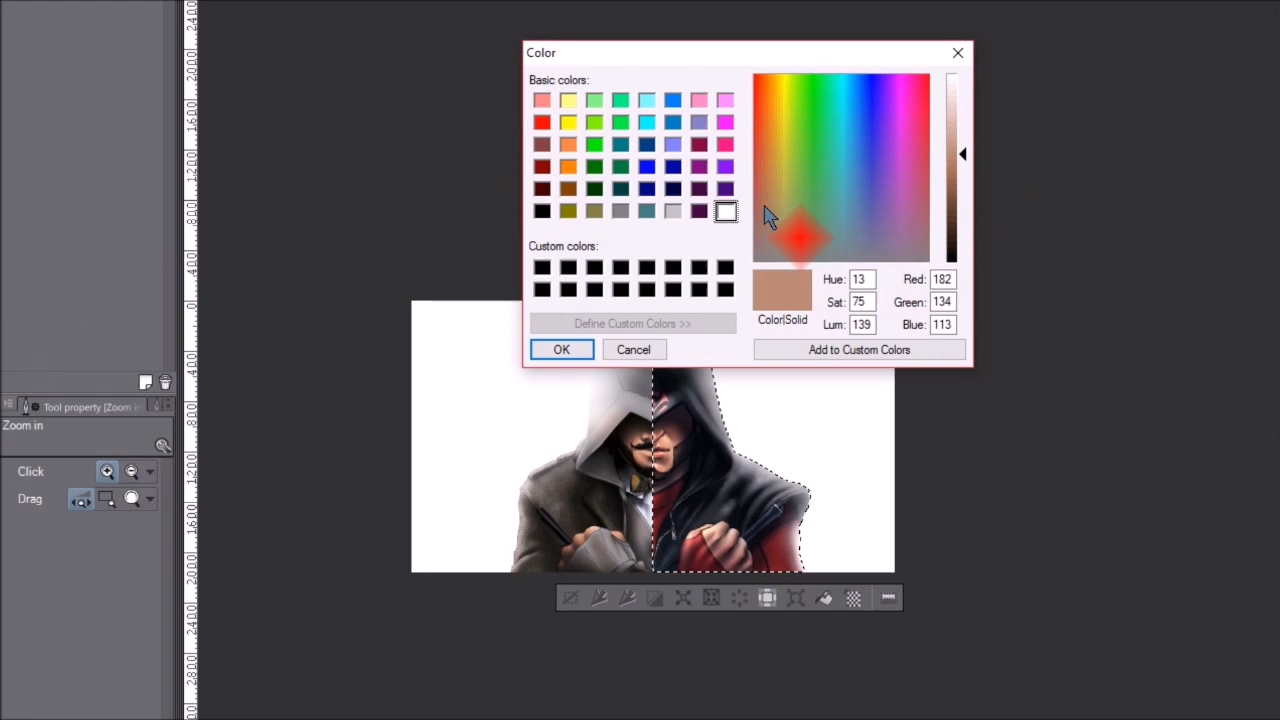 Color
Basic colors:
Custom colors:
Define Custom Colors >>
OK
Cancel
Hue: 13
Sat: 75
Lum: 139
Red: 182
Green: 134
Blue: 113
Color|Solid
Add to Custom Colors
Tool property [Zoom in
Zoom in
Click
Drag